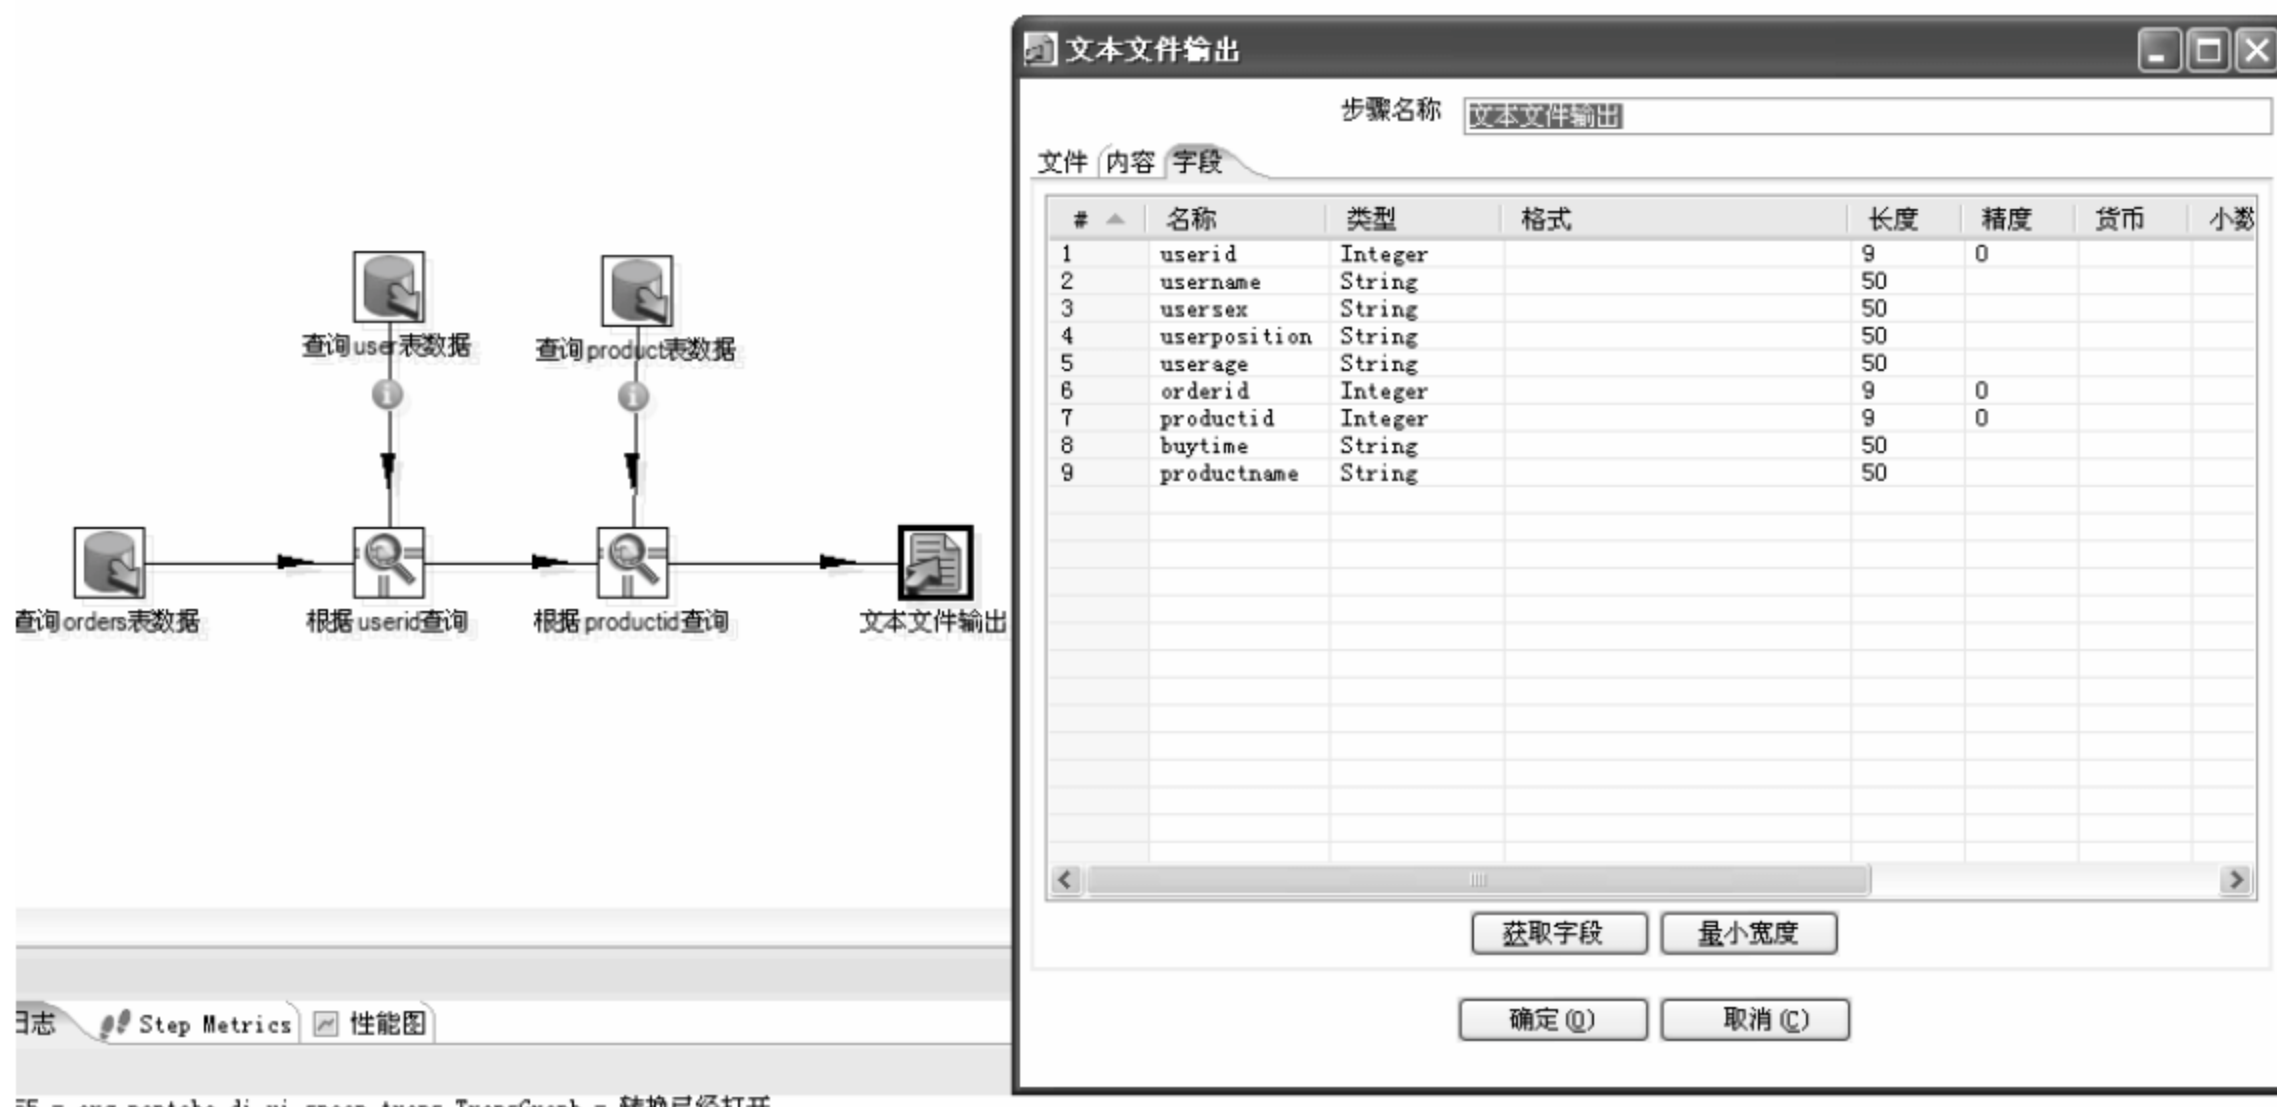 文本文件输出
步骤名称 文本文件输出
文件 内容 字段
# 名称 类型 格式 长度 精度 货币 小数
1 userid Integer 9 0
2 username String 50
3 usersex String 50
4 userposition String 50
5 userage String 50
6 orderid Integer 9 0
7 productid Integer 9 0
8 buytime String 50
9 productname String 50
获取字段 最小宽度
确定(O) 取消(C)
查询user表数据 查询product表数据
查询orders表数据 根据userid查询 根据productid查询 文本文件输出
日志 Step Metrics 性能图
转换已经打开